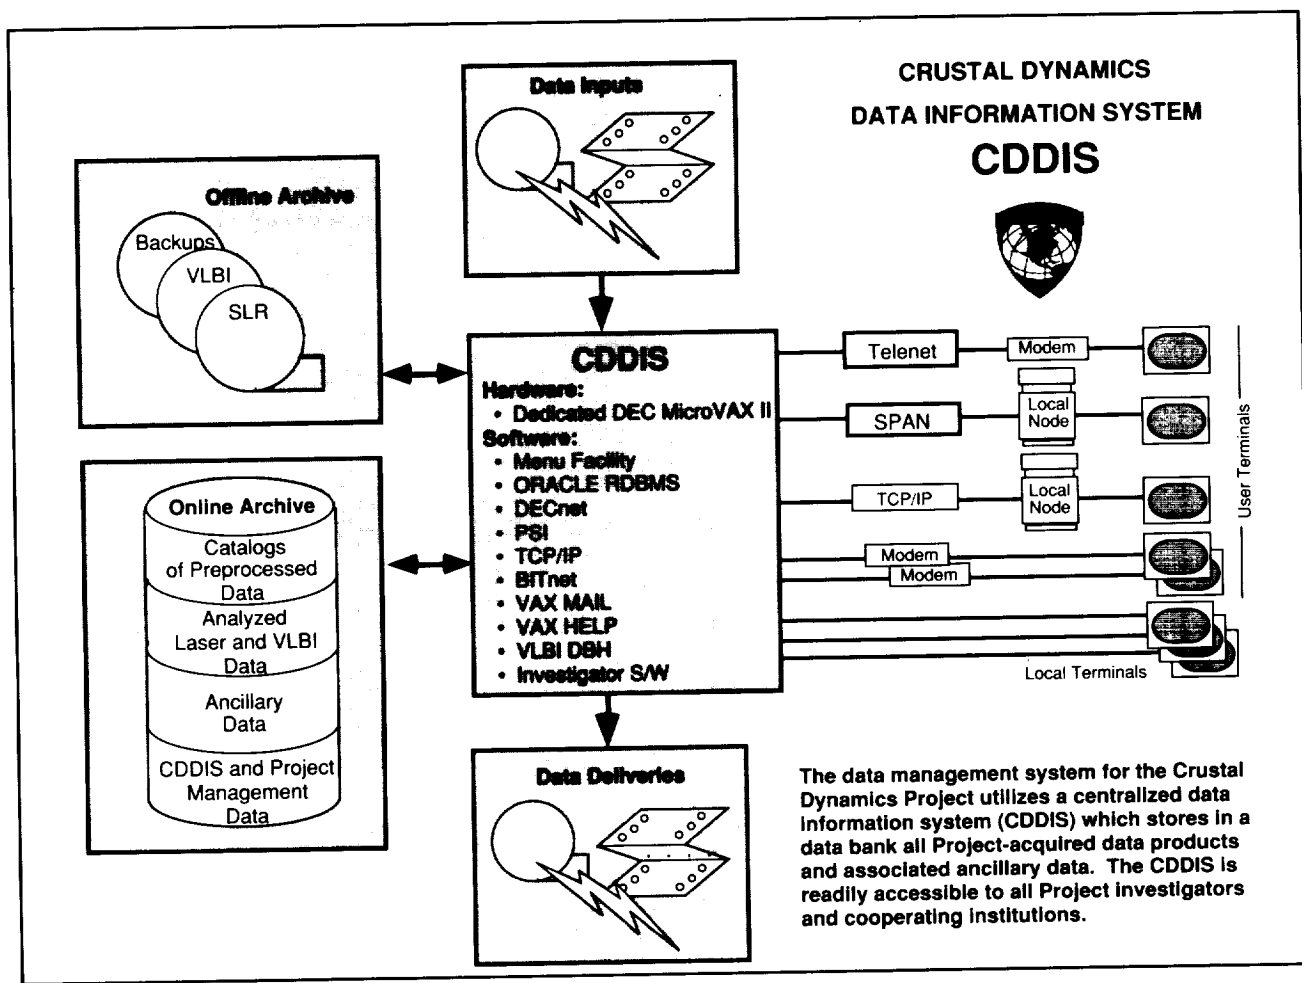 CRUSTAL DYNAMICS
DATA INFORMATION SYSTEM
CDDIS
Data Inputs
Offline Archive
Backups
VLBI
SLR
Online Archive
Catalogs
of Preprocessed
Data
Analyzed
Laser and VLBI
Data
Ancillary
Data
CDDIS and Project
Management
Data
CDDIS
Hardware:
• Dedicated DEC MicroVAX II
Software:
• Menu Facility
• ORACLE RDBMS
• DECnet
• PSI
• TCP/IP
• BITnet
• VAX MAIL
• VAX HELP
• VLBI DBH
• Investigator S/W
Telenet
Modem
SPAN
Local
Node
TCP/IP
Local
Node
Modem
Modem
User Terminals
Local Terminals
Data Deliveries
The data management system for the Crustal
Dynamics Project utilizes a centralized data
information system (CDDIS) which stores in a
data bank all Project-acquired data products
and associated ancillary data.  The CDDIS is
readily accessible to all Project investigators
and cooperating institutions.